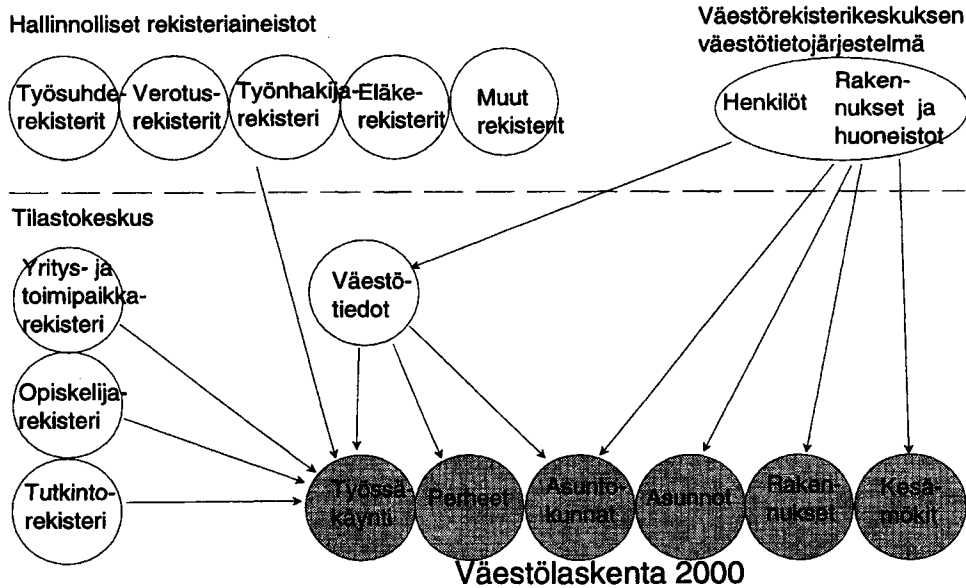 Hallinnolliset rekisteriaineistot
Väestörekisterikeskuksen
väestötietojärjestelmä
Työsuhde-
rekisterit
Verotus-
rekisterit
Työnhakija-
rekisteri
Eläke-
rekisterit
Muut
rekisterit
Henkilöt
Raken-
nukset ja
huoneistot
Tilastokeskus
Yritys- ja
toimipaikka-
rekisteri
Väestö-
tiedot
Opiskelija-
rekisteri
Tutkinto-
rekisteri
Työssä-
käynti
Perheet
Asunto-
kunnat
Asunnot
Raken-
nukset
Kesä-
mökit
Väestölaskenta 2000